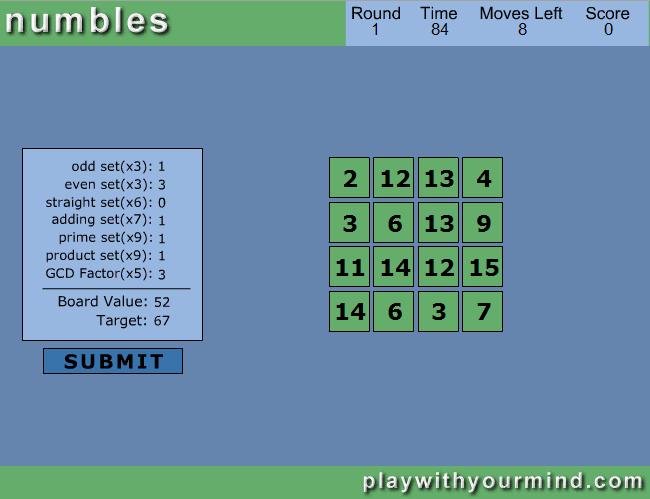 numbles
Round Time Moves Left Score
1 84 8 0
odd set(x3): 1
even set(x3): 3
straight set(x6): 0
adding set(x7): 1
prime set(x9): 1
product set(x9): 1
GCD Factor(x5): 3
Board Value: 52
Target: 67
SUBMIT
2 12 13 4
3 6 13 9
11 14 12 15
14 6 3 7
playwithyourmind.com